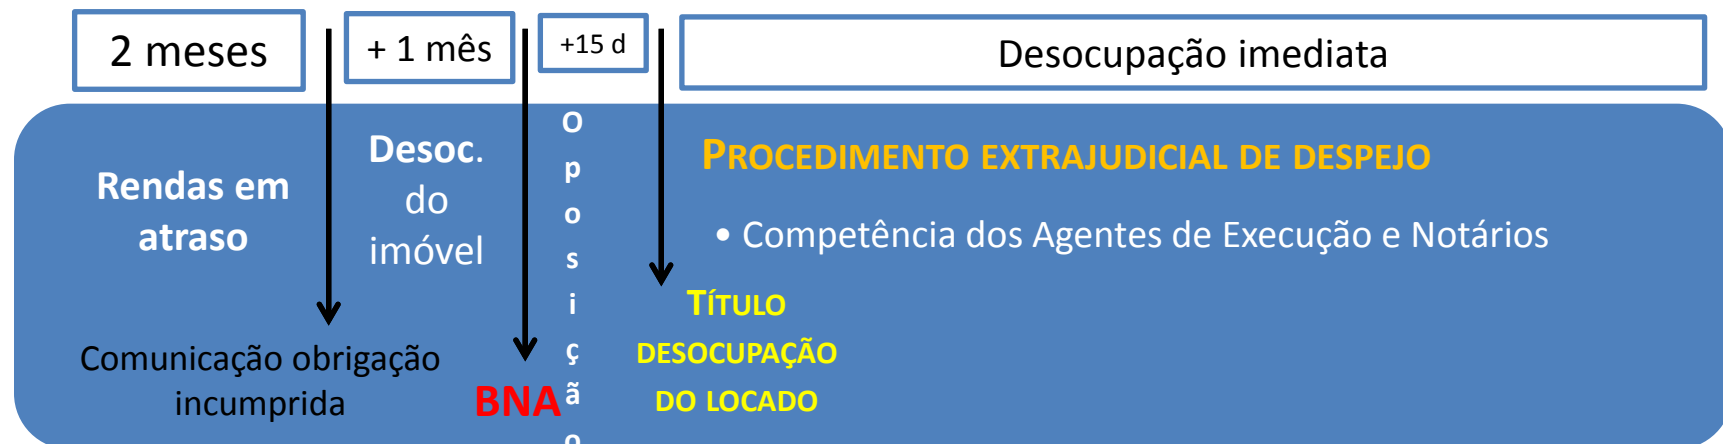 2 meses
+ 1 mês
+15 d
Desocupação imediata
Rendas em
atraso
Comunicação obrigação
incumprida
Desoc.
do
imóvel
BNA
O
p
o
s
i
ç
ã
o
PROCEDIMENTO EXTRAJUDICIAL DE DESPEJO
• Competência dos Agentes de Execução e Notários
TÍTULO
DESOCUPAÇÃO
DO LOCADO